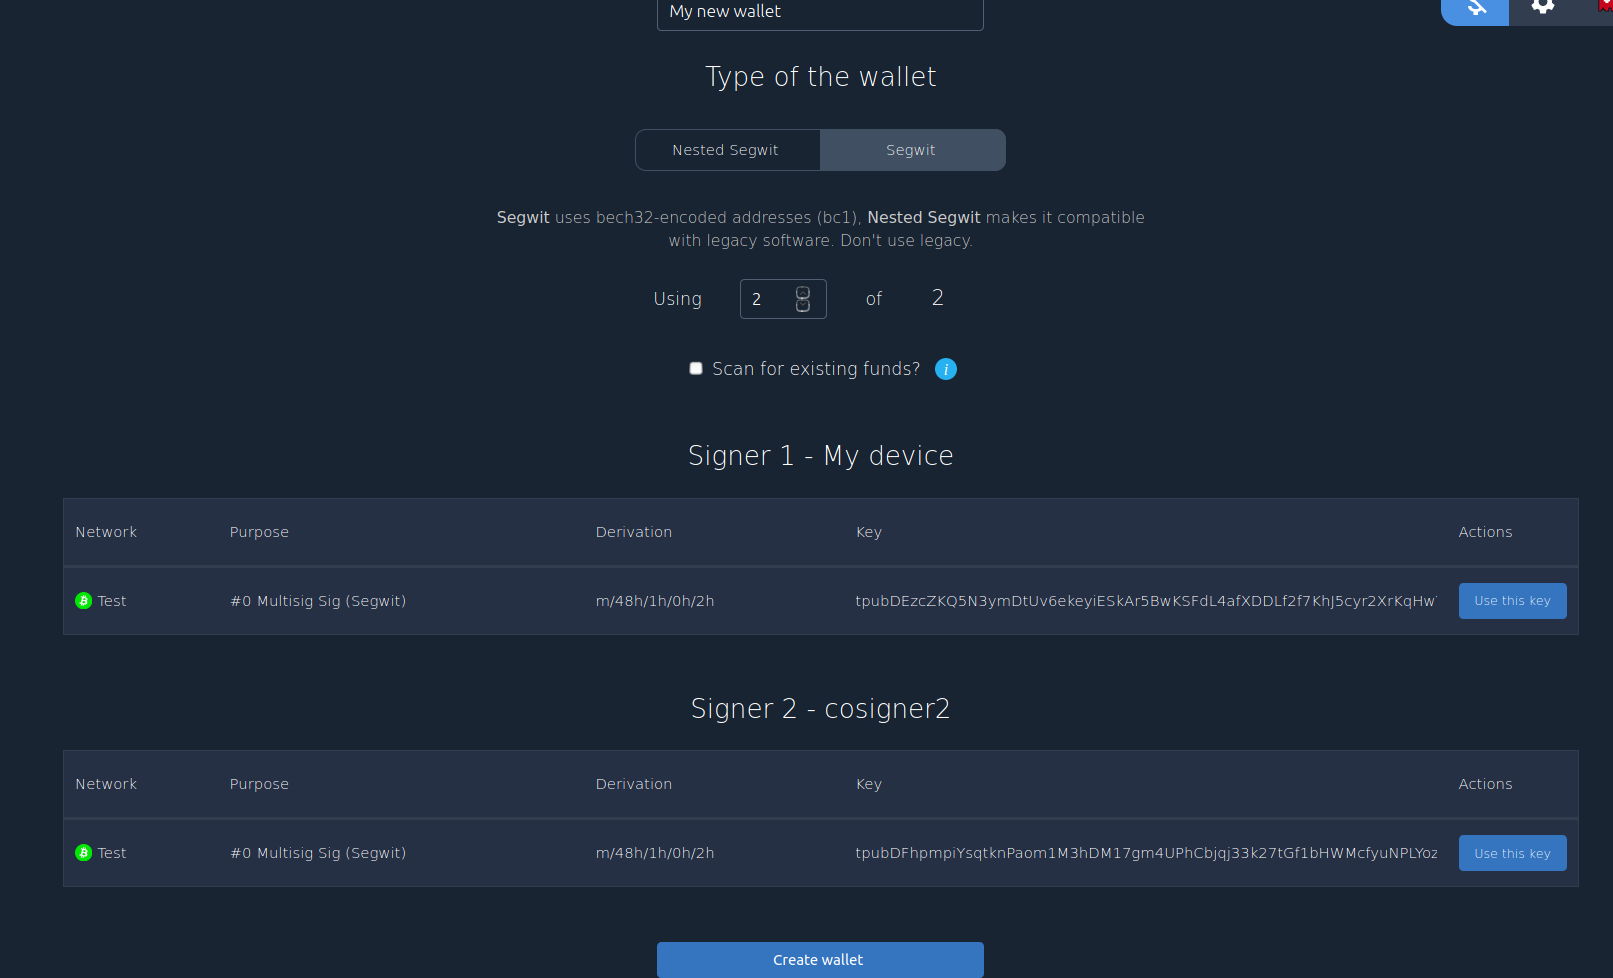 My new wallet
Type of the wallet
Nested Segwit Segwit
Segwit uses bech32-encoded addresses (bc1), Nested Segwit makes it compatible
with legacy software. Don't use legacy.
Using 2 of 2
Scan for existing funds? i
Signer 1 - My device
Network Purpose Derivation Key Actions
Test #0 Multisig Sig (Segwit) m/48h/1h/0h/2h tpubDEzcZKQ5N3ymDtUv6ekeyiESkAr5BwKSFdL4afXDDLf2f7KhJ5cyr2XrKqHw Use this key
Signer 2 - cosigner2
Network Purpose Derivation Key Actions
Test #0 Multisig Sig (Segwit) m/48h/1h/0h/2h tpubDFhpmpiYsqtknPaom1M3hDM17gm4UPhCbjqj33k27tGf1bHWMcfyuNPLYoz Use this key
Create wallet